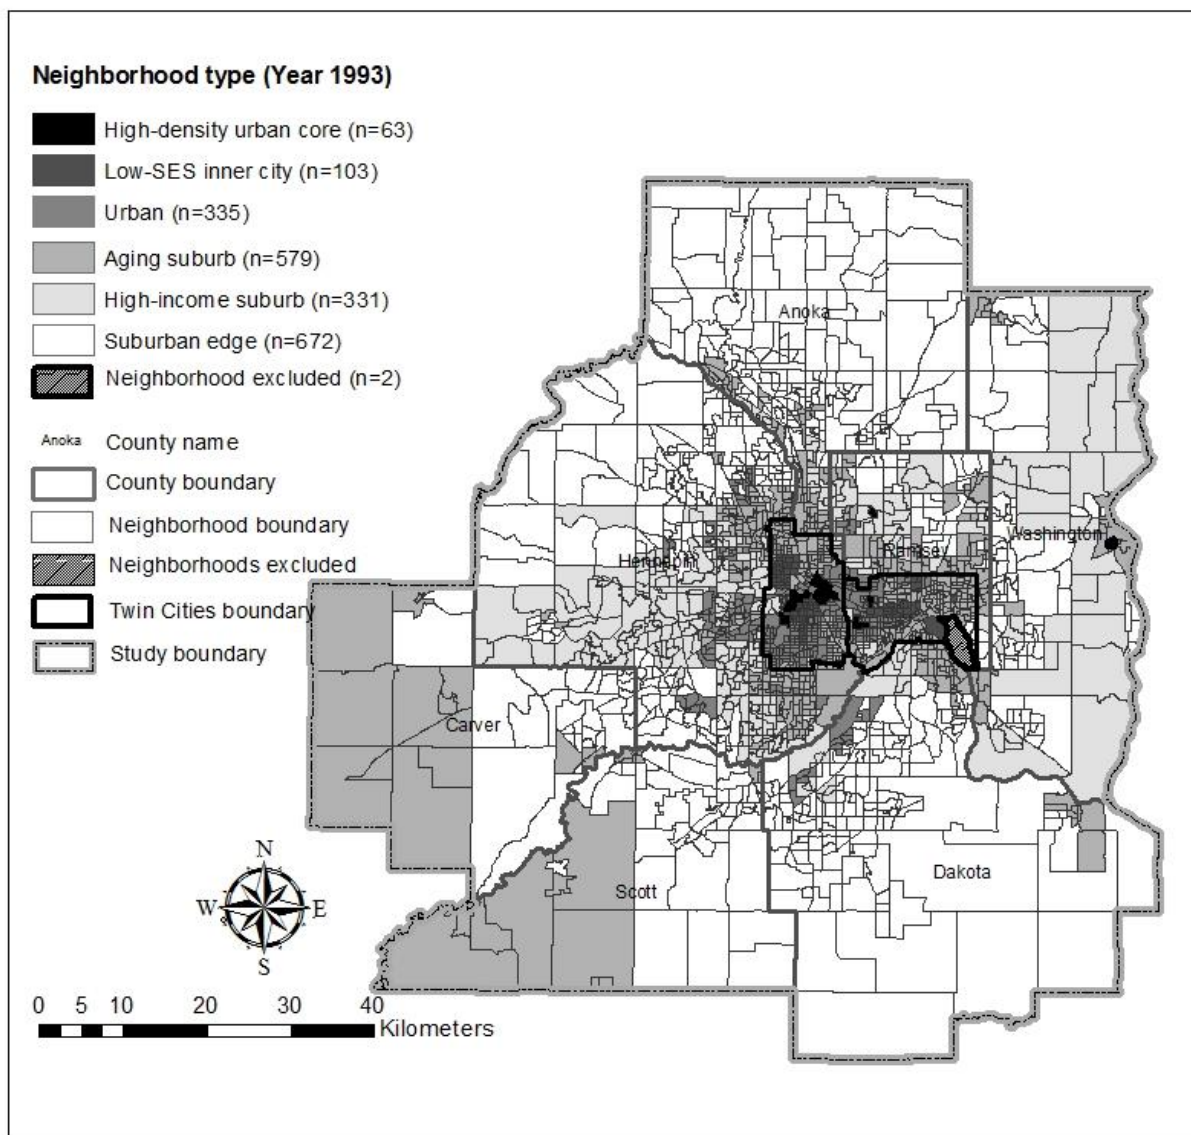 Neighborhood type (Year 1993)
High-density urban core (n=63)
Low-SES inner city (n=103)
Urban (n=335)
Aging suburb (n=579)
High-income suburb (n=331)
Suburban edge (n=672)
Neighborhood excluded (n=2)
Anoka County name
County boundary
Neighborhood boundary
Neighborhoods excluded
Twin Cities boundary
Study boundary
Anoka
Washington
Ramsey
Hennepin
Carver
Scott
Dakota
N
W E
S
0 5 10 20 30 40
Kilometers